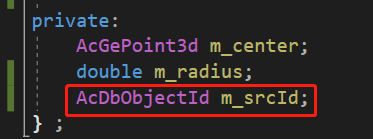 private:
AcGePoint3d m_center;
double m_radius;
AcDbObjectId m_srcId;
} ;